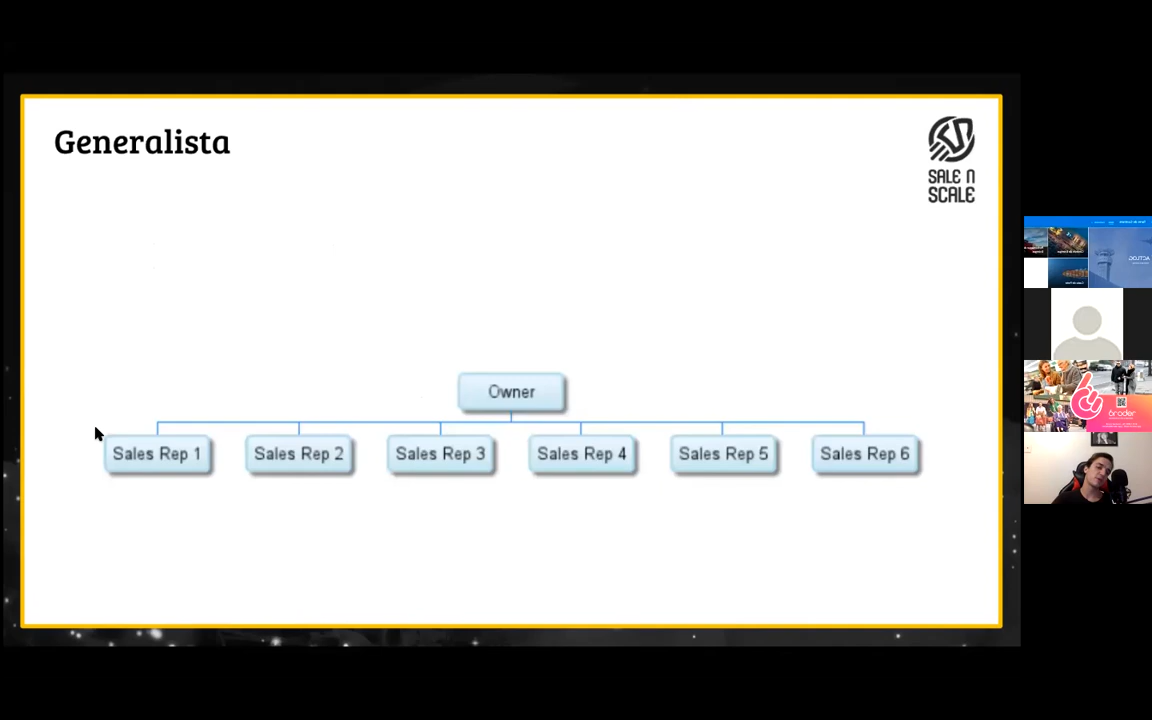 Generalista
SALE N
SCALE
Owner
Sales Rep 1
Sales Rep 2
Sales Rep 3
Sales Rep 4
Sales Rep 5
Sales Rep 6